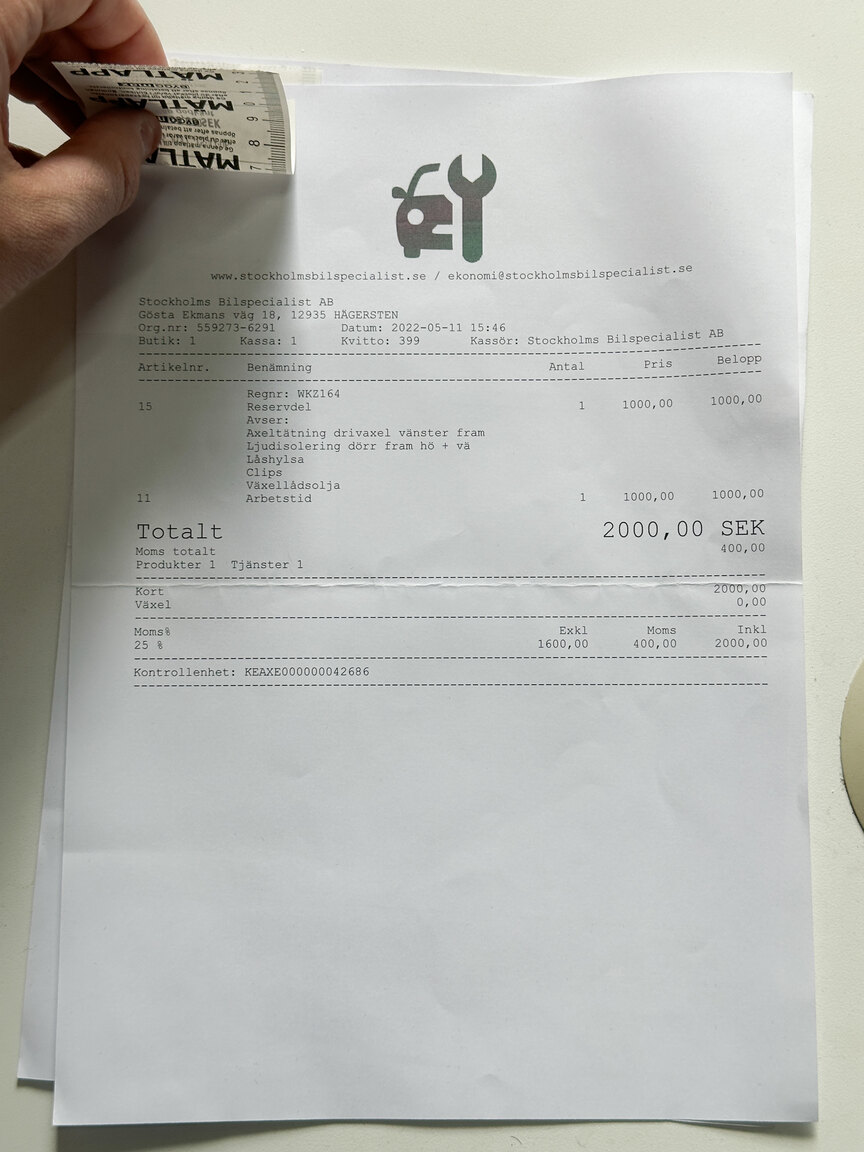 MÄTLAPP
MÄTLAPP
MÄTLAPP
9
8
7
www.stockholmsbilspecialist.se / ekonomi@stockholmsbilspecialist.se
Stockholms Bilspecialist AB
Gösta Ekmans väg 18, 12935 HÄGERSTEN
Org.nr: 559273-6291 Datum: 2022-05-11 15:46
Butik: 1 Kassa: 1 Kvitto: 399 Kassör: Stockholms Bilspecialist AB
Artikelnr. Benämning Antal Pris Belopp
Regnr: WKZ164
15 Reservdel 1 1000,00 1000,00
Avser:
Axeltätning drivaxel vänster fram
Ljudisolering dörr fram hö + vä
Låshylsa
Clips
Växellådsolja
11 Arbetstid 1 1000,00 1000,00
Totalt 2000,00 SEK
Moms totalt 400,00
Produkter 1 Tjänster 1
Kort 2000,00
Växel 0,00
Moms% Exkl Moms Inkl
25 % 1600,00 400,00 2000,00
Kontrollenhet: KEAXE000000042686